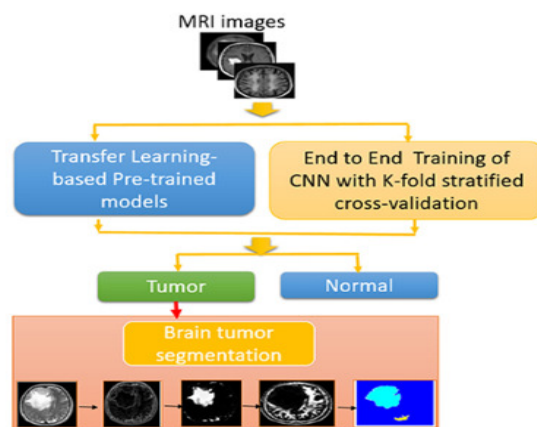 MRI images
Transfer Learning-
based Pre-trained
models
End to End Training of
CNN with K-fold stratified
cross-validation
Tumor
Normal
Brain tumor
segmentation